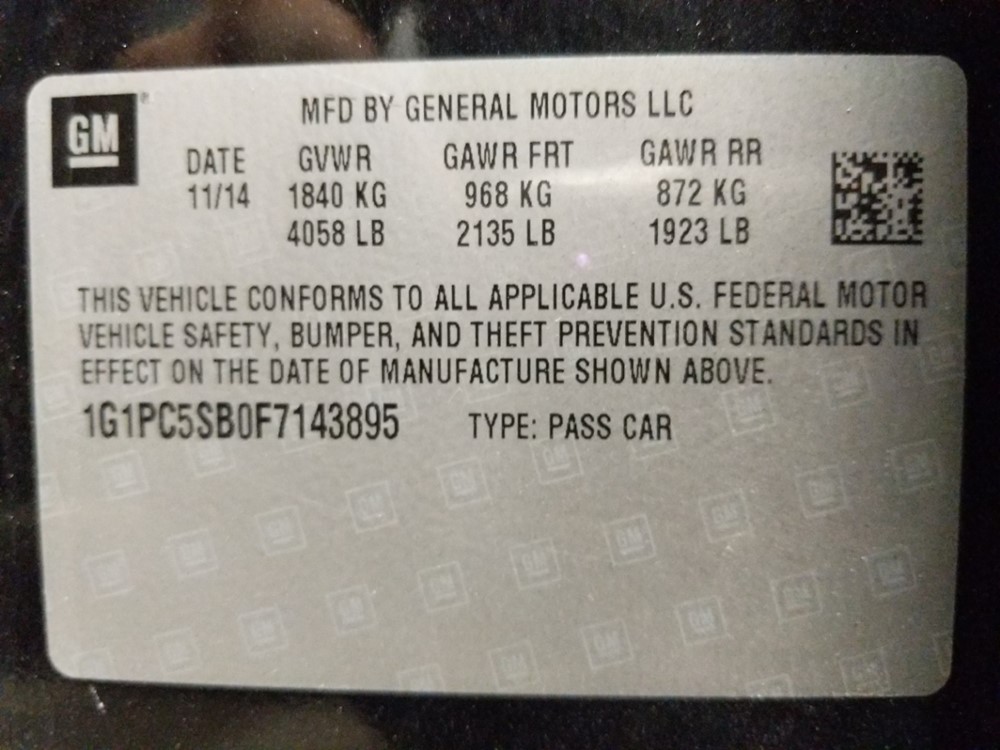 GM ®
MFD BY GENERAL MOTORS LLC
DATE GVWR GAWR FRT GAWR RR
11/14 1840 KG 968 KG 872 KG
4058 LB 2135 LB 1923 LB
THIS VEHICLE CONFORMS TO ALL APPLICABLE U.S. FEDERAL MOTOR
VEHICLE SAFETY, BUMPER, AND THEFT PREVENTION STANDARDS IN
EFFECT ON THE DATE OF MANUFACTURE SHOWN ABOVE.
1G1PC5SB0F7143895 TYPE: PASS CAR